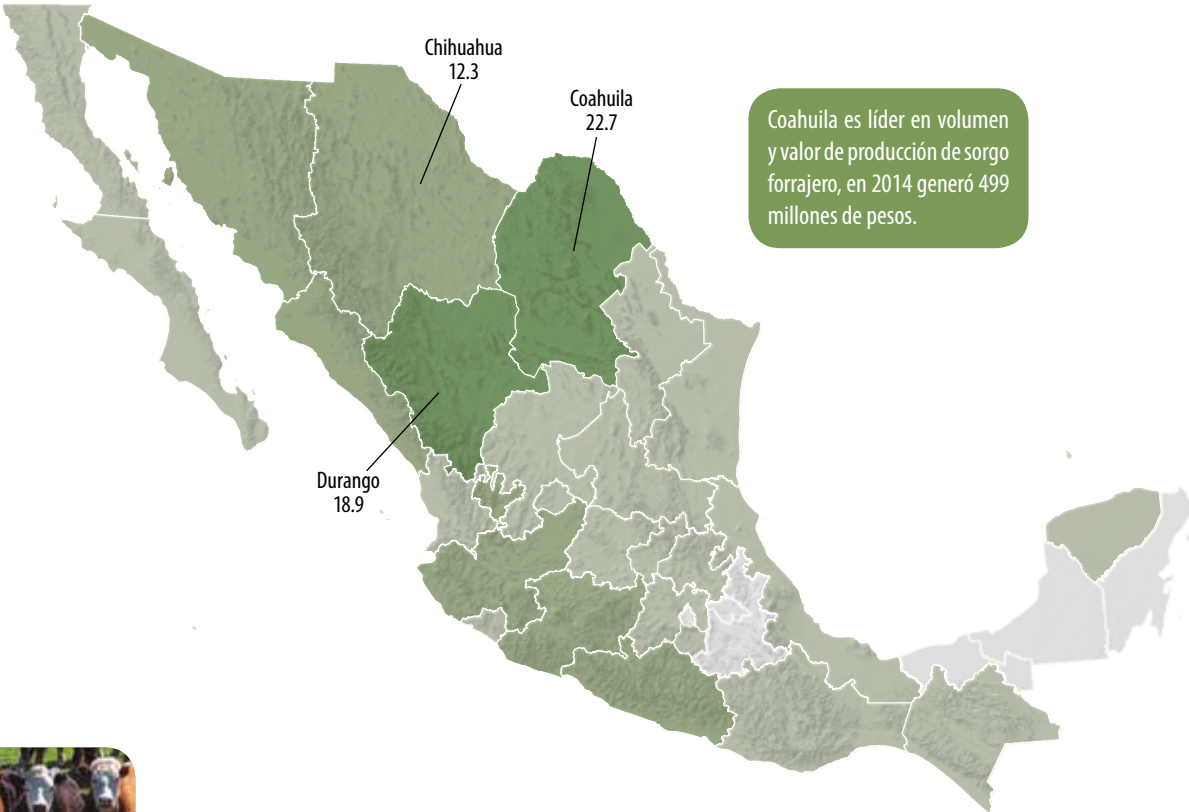 Chihuahua
12.3
Coahuila
22.7
Coahuila es líder en volumen
y valor de producción de sorgo
forrajero, en 2014 generó 499
millones de pesos.
Durango
18.9